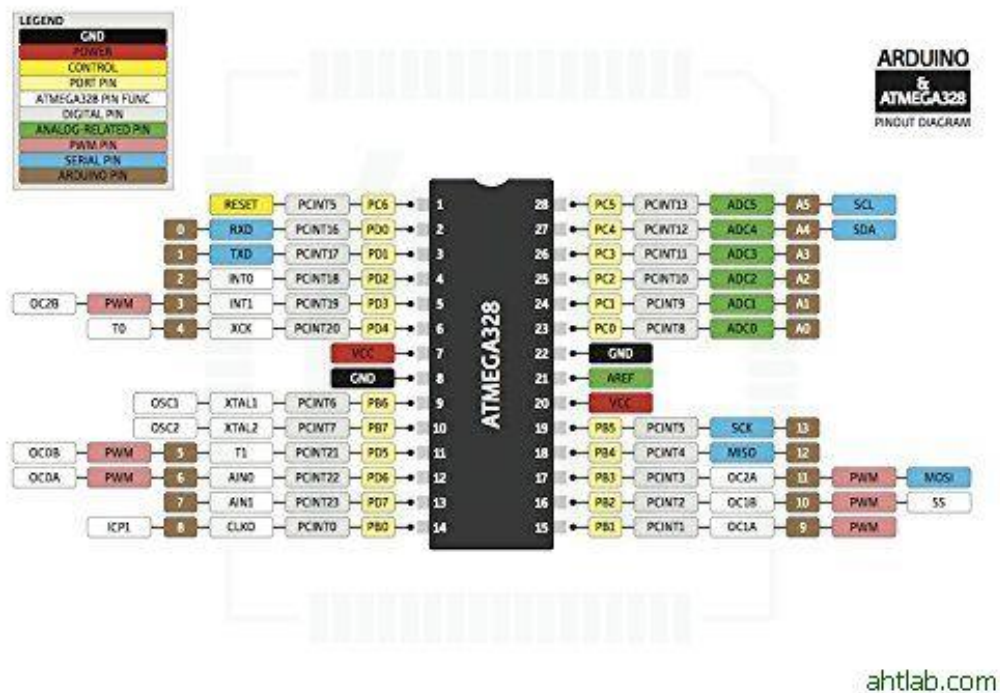 LEGEND
GND
POWER
CONTROL
PORT PIN
ATMEGA328 PIN FUNC
DIGITAL PIN
ANALOG-RELATED PIN
PWM PIN
SERIAL PIN
ARDUINO PIN
ARDUINO
&
ATMEGA328
PINOUT DIAGRAM
RESET PCINT5 PC6 1 28 PC5 PCINT13 ADC5 A5 SCL
0 RXD PCINT16 PD0 2 27 PC4 PCINT12 ADC4 A4 SDA
1 TXD PCINT17 PD1 3 26 PC3 PCINT11 ADC3 A3
2 INT0 PCINT18 PD2 4 25 PC2 PCINT10 ADC2 A2
OC2B PWM 3 INT1 PCINT19 PD3 5 24 PC1 PCINT9 ADC1 A1
T0 4 XCK PCINT20 PD4 6 23 PC0 PCINT8 ADC0 A0
VCC 7 22 GND
GND 8 21 AREF
OSC1 XTAL1 PCINT6 PB6 9 20 VCC
OSC2 XTAL2 PCINT7 PB7 10 19 PB5 PCINT5 SCK 13
OC0B PWM 5 T1 PCINT21 PD5 11 18 PB4 PCINT4 MISO 12
OC0A PWM 6 AIN0 PCINT22 PD6 12 17 PB3 PCINT3 OC2A 11 PWM MOSI
7 AIN1 PCINT23 PD7 13 16 PB2 PCINT2 OC1B 10 PWM SS
ICP1 8 CLKO PCINT0 PB0 14 15 PB1 PCINT1 OC1A 9 PWM
ATMEGA328
ahtlab.com